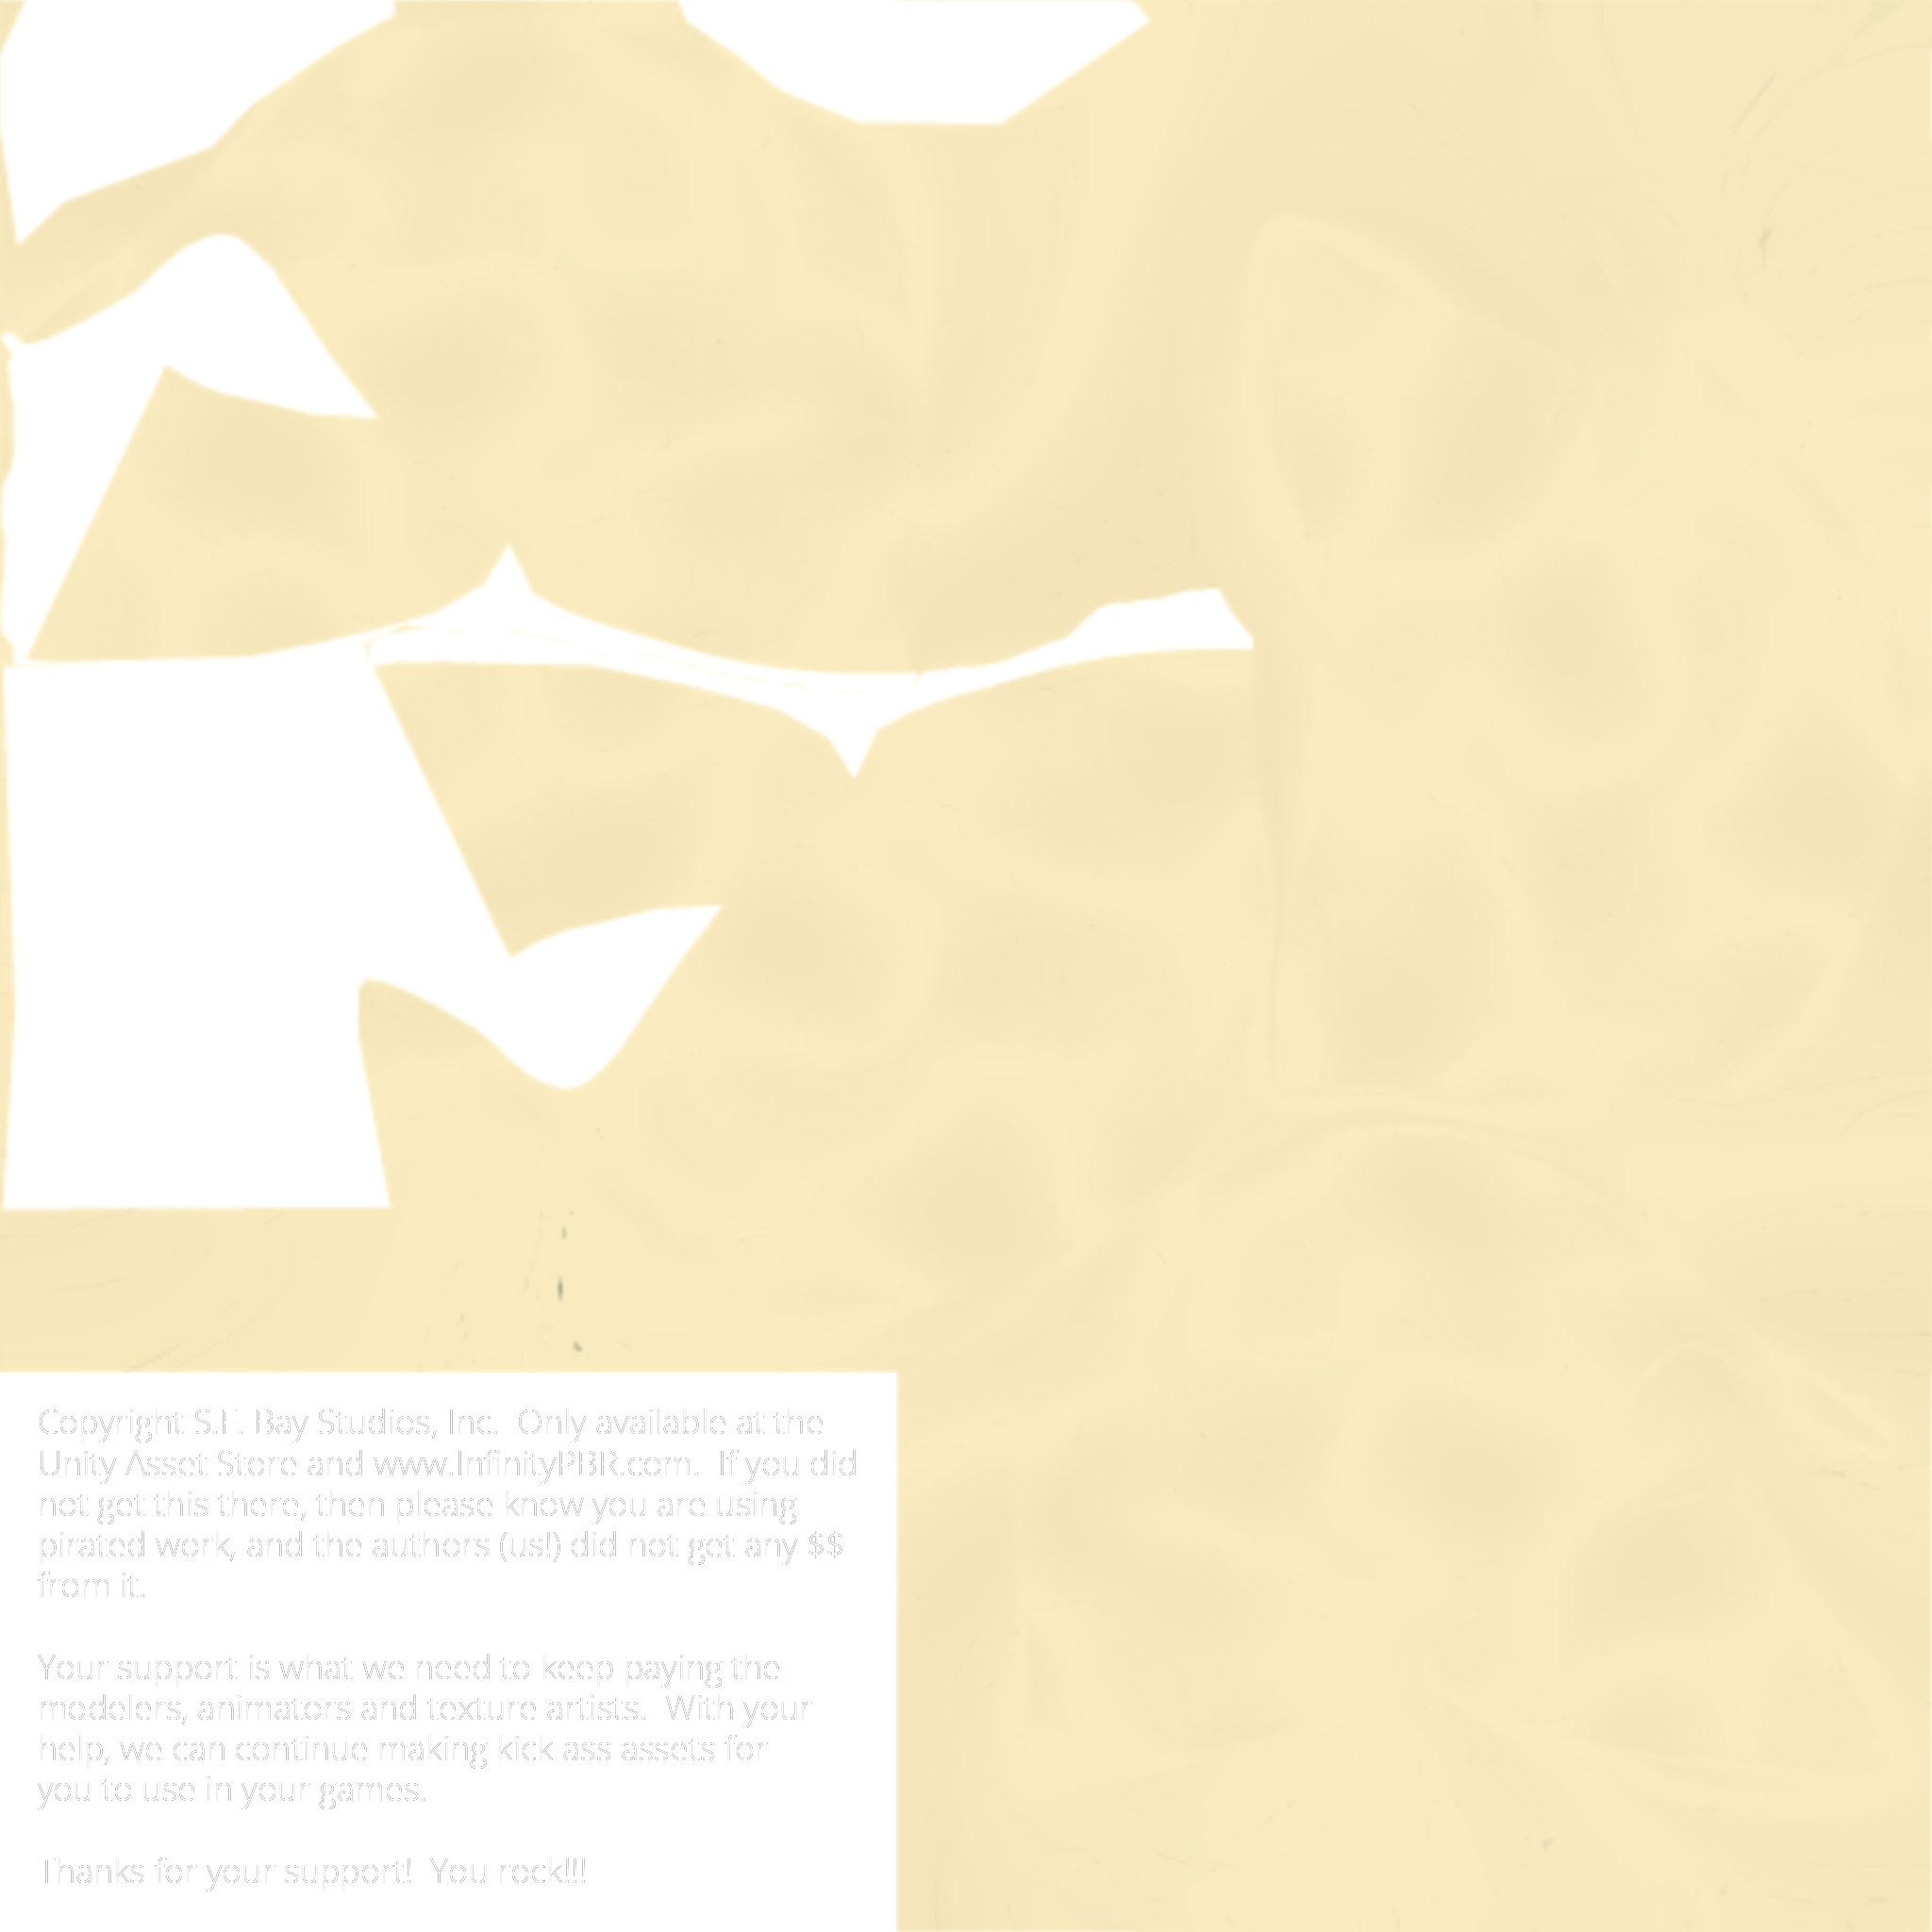 Copyright S.F. Bay Studios, Inc.  Only available at the
Unity Asset Store and www.InfinityPBR.com.  If you did
not get this there, then please know you are using
pirated work, and the authors (us!) did not get any $$
from it.
Your support is what we need to keep paying the
modelers, animators and texture artists.  With your
help, we can continue making kick ass assets for
you to use in your games.
Thanks for your support!  You rock!!!